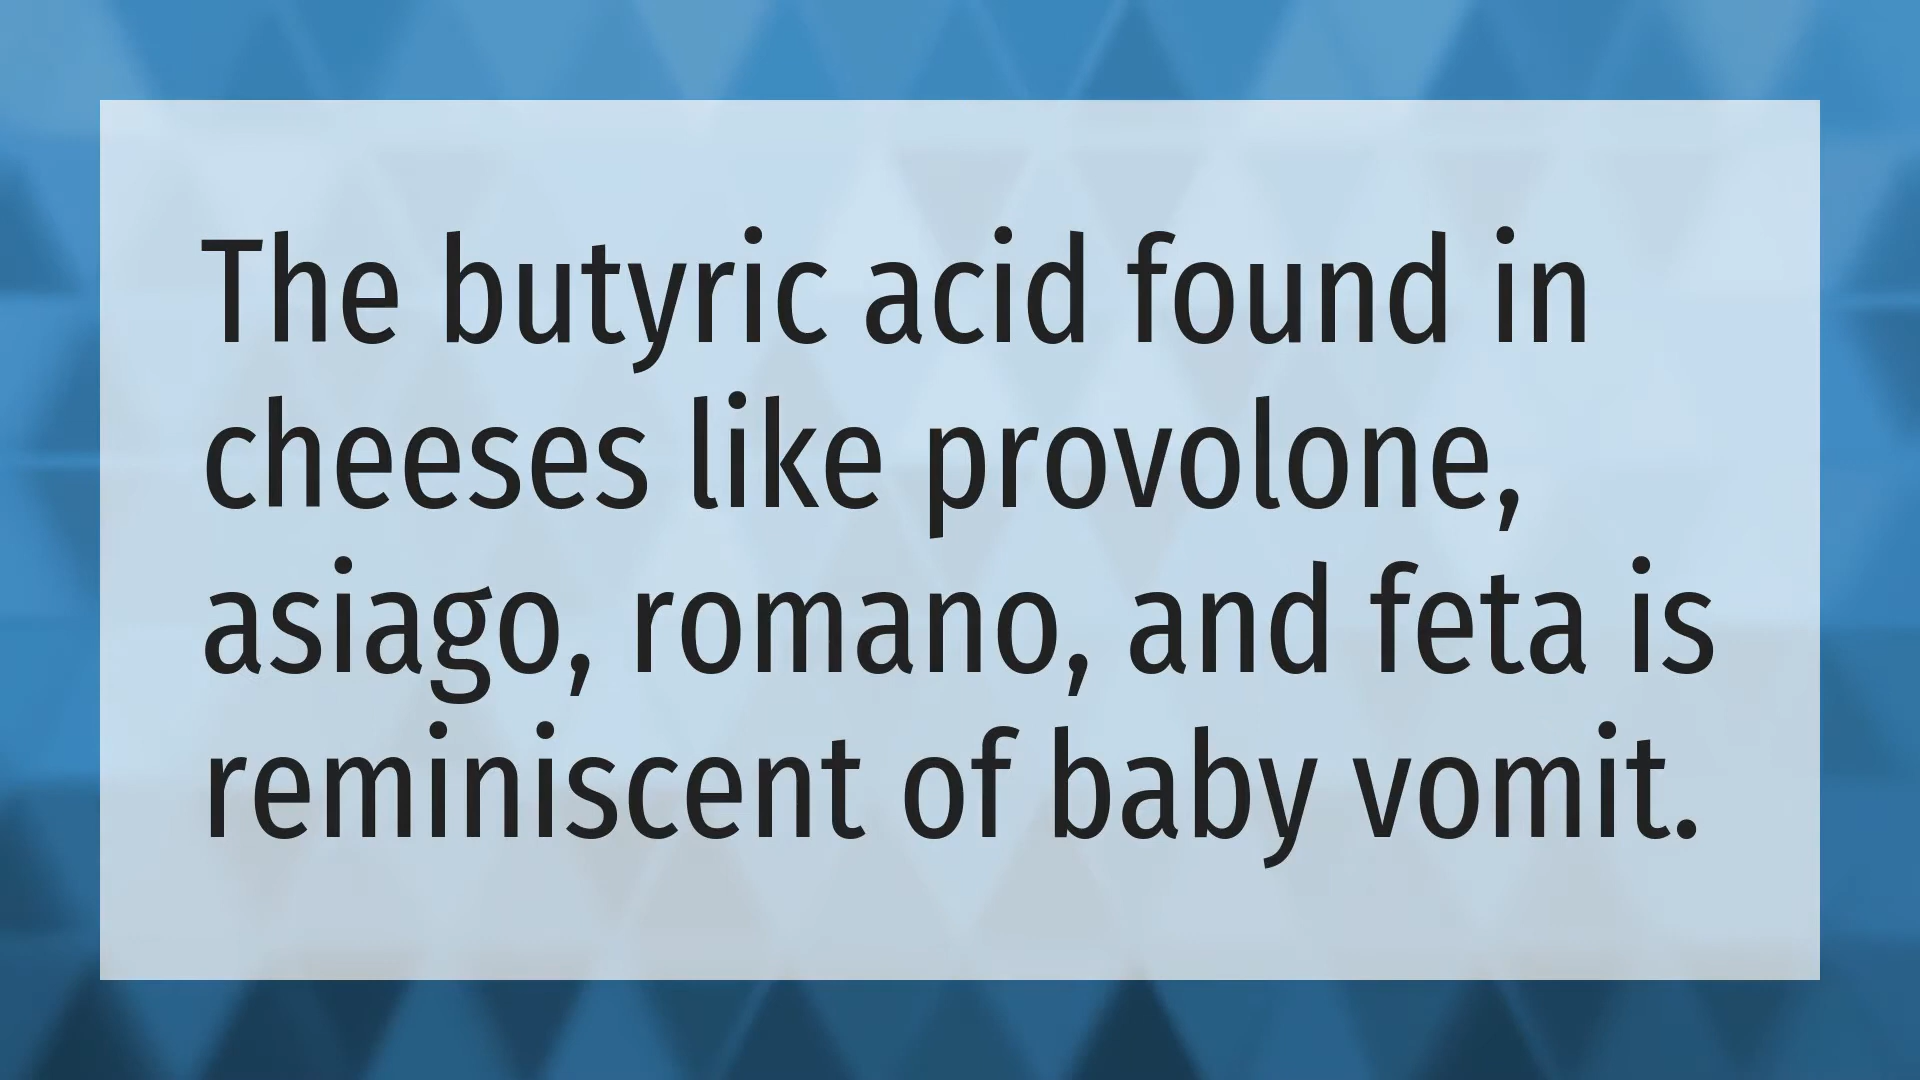 The butyric acid found in
cheeses like provolone,
asiago, romano, and feta is
reminiscent of baby vomit.